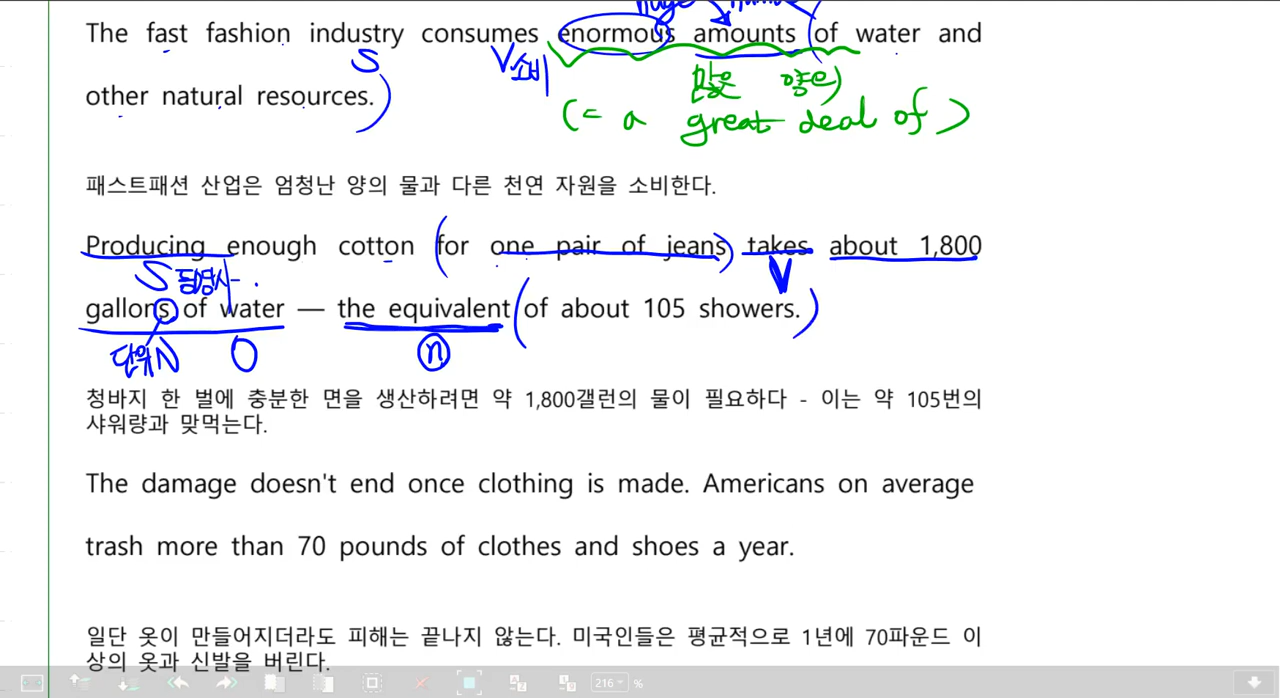 The fast fashion industry consumes enormous amounts (of water and
S V 소비
other natural resources.)
많은 양의
(= a great deal of)
패스트패션 산업은 엄청난 양의 물과 다른 천연 자원을 소비한다.
Producing enough cotton (for one pair of jeans) takes about 1,800
S 동명사 V
gallons of water — the equivalent (of about 105 showers.)
단위N O n
청바지 한 벌에 충분한 면을 생산하려면 약 1,800갤런의 물이 필요하다 - 이는 약 105번의
샤워량과 맞먹는다.
The damage doesn't end once clothing is made. Americans on average
trash more than 70 pounds of clothes and shoes a year.
일단 옷이 만들어지더라도 피해는 끝나지 않는다. 미국인들은 평균적으로 1년에 70파운드 이
상의 옷과 신발을 버린다.
216 %